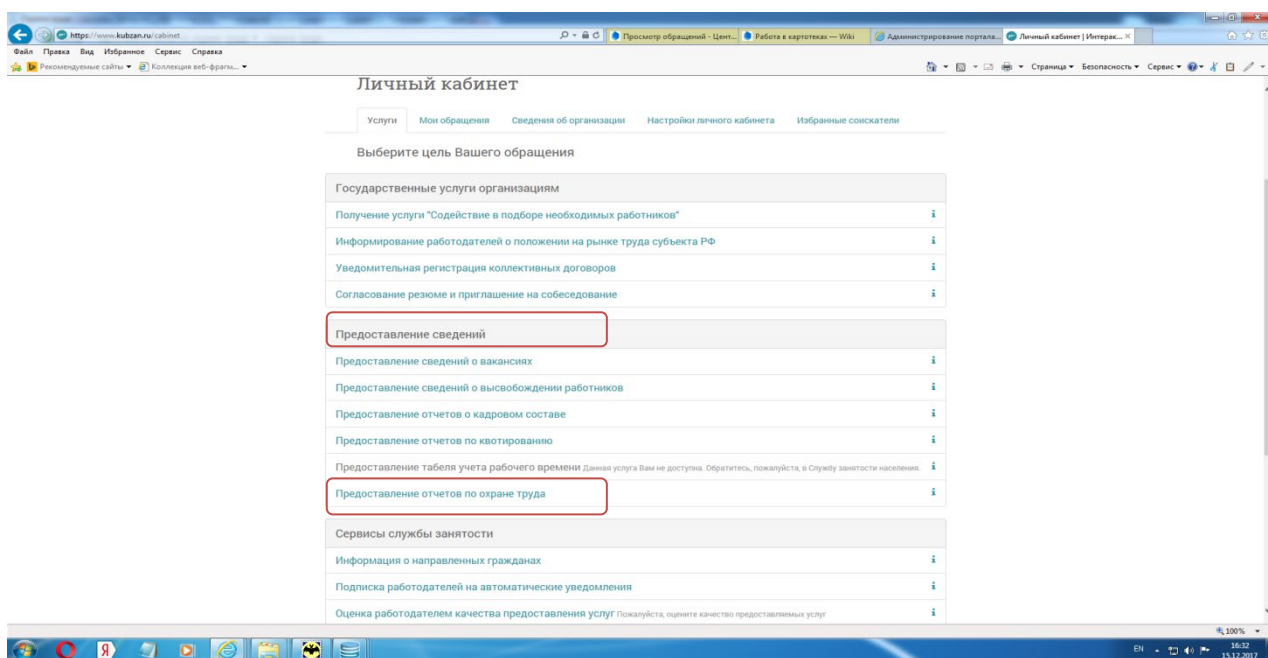 https://www.kubzan.ru/cabinet
Просмотр обращений - Цент...
Работа в картотеках — Wiki
Администрирование портала...
Личный кабинет | Интерак...
Файл Правка Вид Избранное Сервис Справка
Рекомендуемые сайты Коллекция веб-фрагм...
Страница Безопасность Сервис
Личный кабинет
Услуги Мои обращения Сведения об организации Настройки личного кабинета Избранные соискатели
Выберите цель Вашего обращения
Государственные услуги организациям
Получение услуги "Содействие в подборе необходимых работников"
Информирование работодателей о положении на рынке труда субъекта РФ
Уведомительная регистрация коллективных договоров
Согласование резюме и приглашение на собеседование
Предоставление сведений
Предоставление сведений о вакансиях
Предоставление сведений о высвобождении работников
Предоставление отчетов о кадровом составе
Предоставление отчетов по квотированию
Предоставление табеля учета рабочего времени Данная услуга Вам не доступна. Обратитесь, пожалуйста, в Службу занятости населения.
Предоставление отчетов по охране труда
Сервисы службы занятости
Информация о направленных гражданах
Подписка работодателей на автоматические уведомления
Оценка работодателем качества предоставления услуг Пожалуйста, оцените качество предоставляемых услуг
100%
EN
16:32
15.12.2017